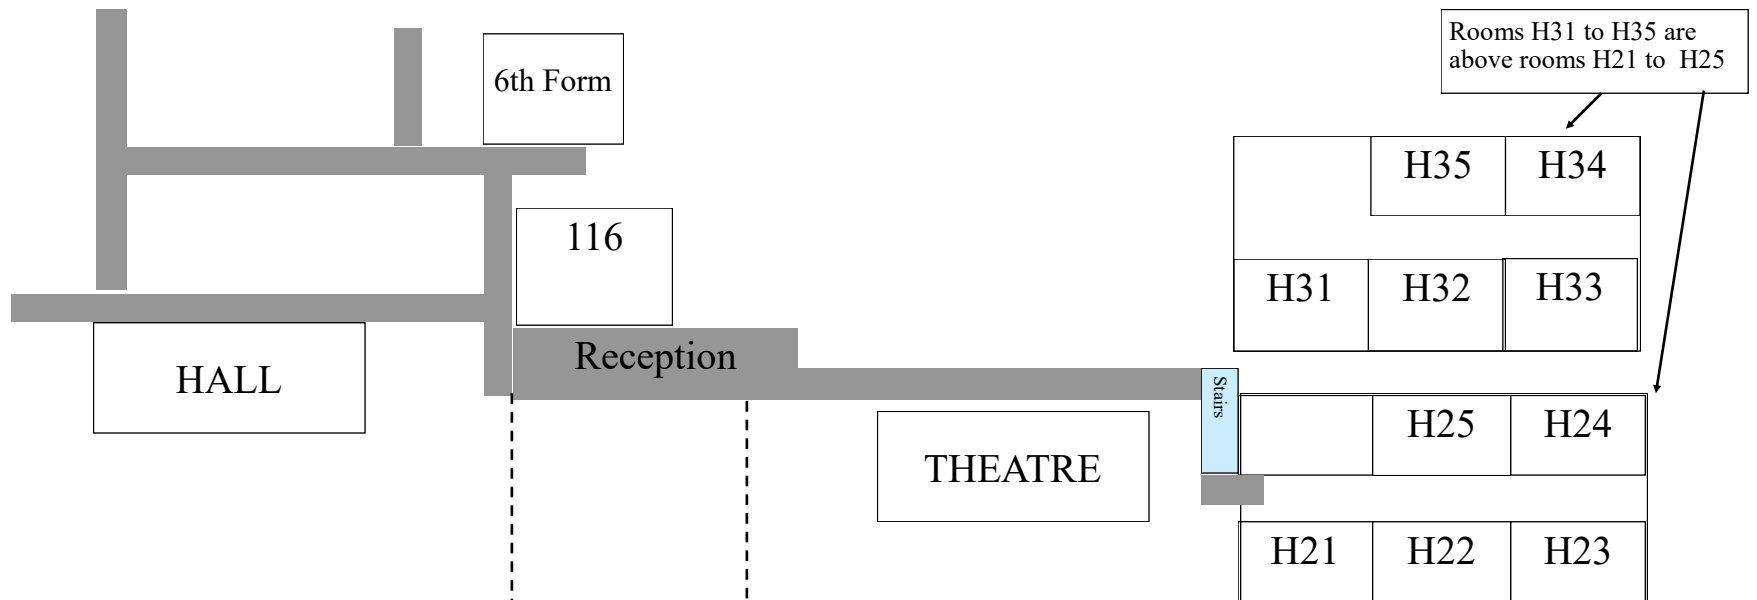 Rooms H31 to H35 are
above rooms H21 to  H25
6th Form
H35
H34
116
H31
H32
H33
Reception
HALL
Stairs
H25
H24
THEATRE
H21
H22
H23